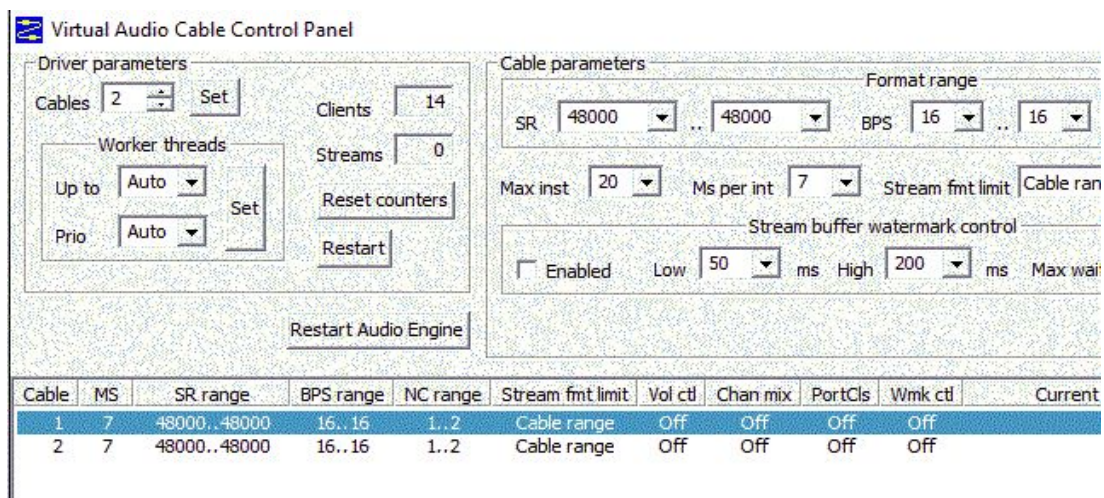 Virtual Audio Cable Control Panel
Driver parameters
Cables 2 Set
Clients 14
Streams 0
Worker threads
Up to Auto
Prio Auto
Set
Reset counters
Restart
Restart Audio Engine
Cable parameters
Format range
SR 48000 .. 48000 BPS 16 .. 16
Max inst 20 Ms per int 7 Stream fmt limit Cable ran
Stream buffer watermark control
Enabled Low 50 ms High 200 ms Max wai
Cable MS SR range BPS range NC range Stream fmt limit Vol ctl Chan mix PortCls Wmk ctl Current
1 7 48000..48000 16..16 1..2 Cable range Off Off Off Off
2 7 48000..48000 16..16 1..2 Cable range Off Off Off Off